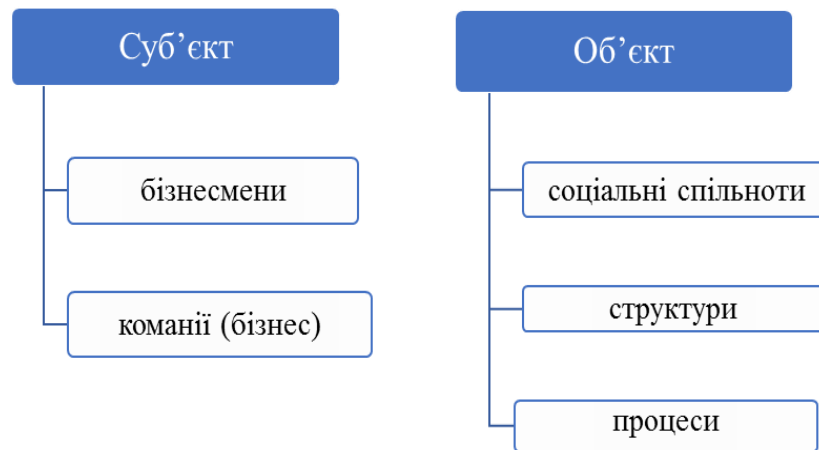 Суб’єкт
бізнесмени
команії (бізнес)
Об’єкт
соціальні спільноти
структури
процеси